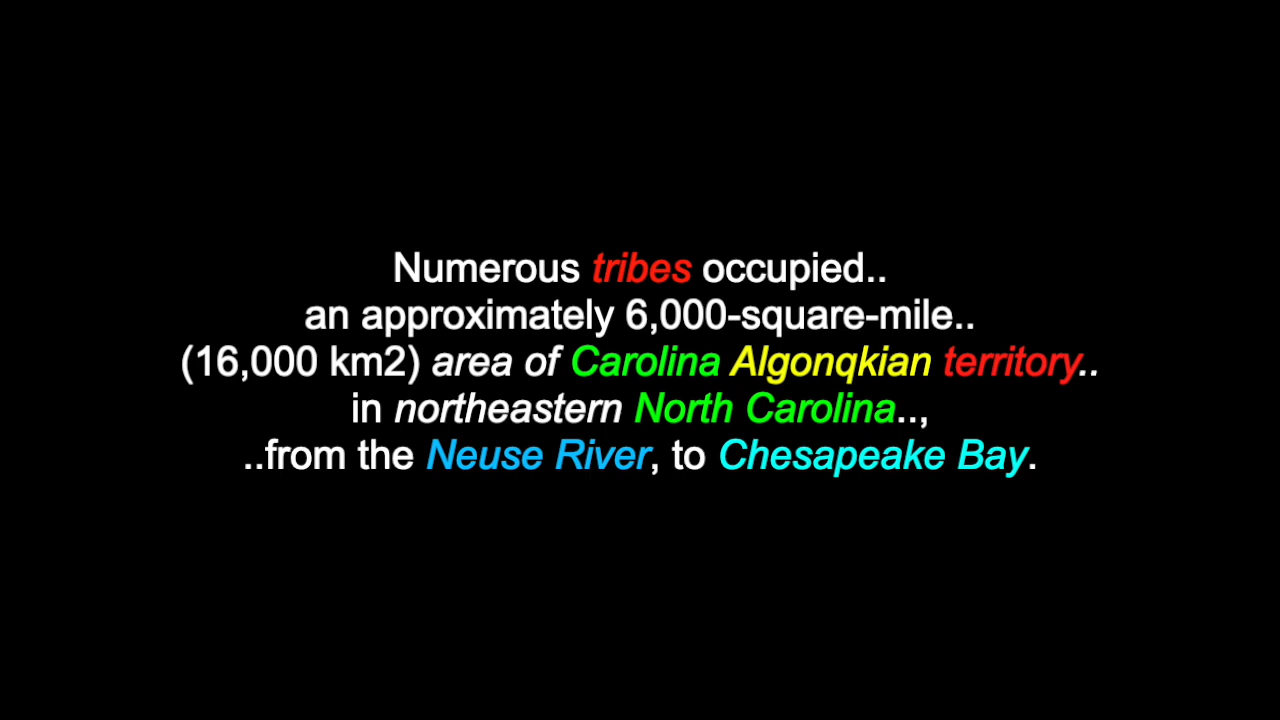 Numerous tribes occupied..
an approximately 6,000-square-mile..
(16,000 km2) area of Carolina Algonqkian territory..
in northeastern North Carolina..,
..from the Neuse River, to Chesapeake Bay.